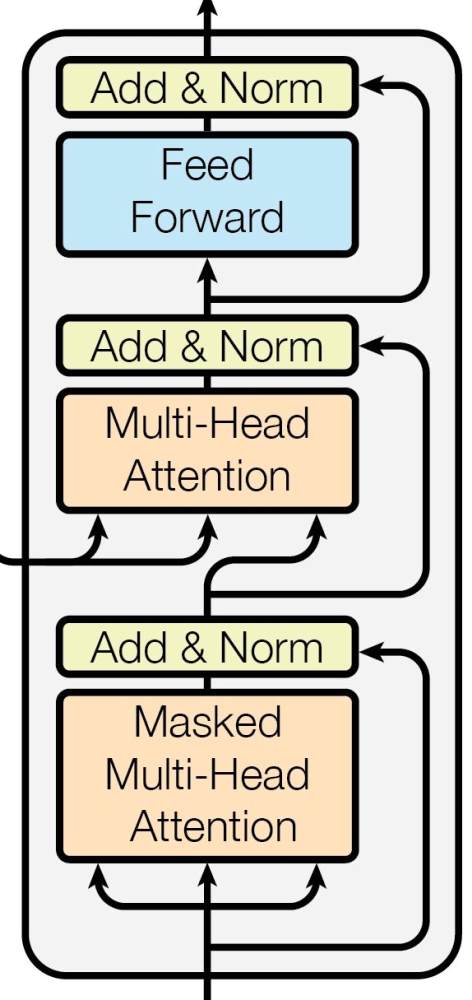 Add & Norm
Feed
Forward
Add & Norm
Multi-Head
Attention
Add & Norm
Masked
Multi-Head
Attention